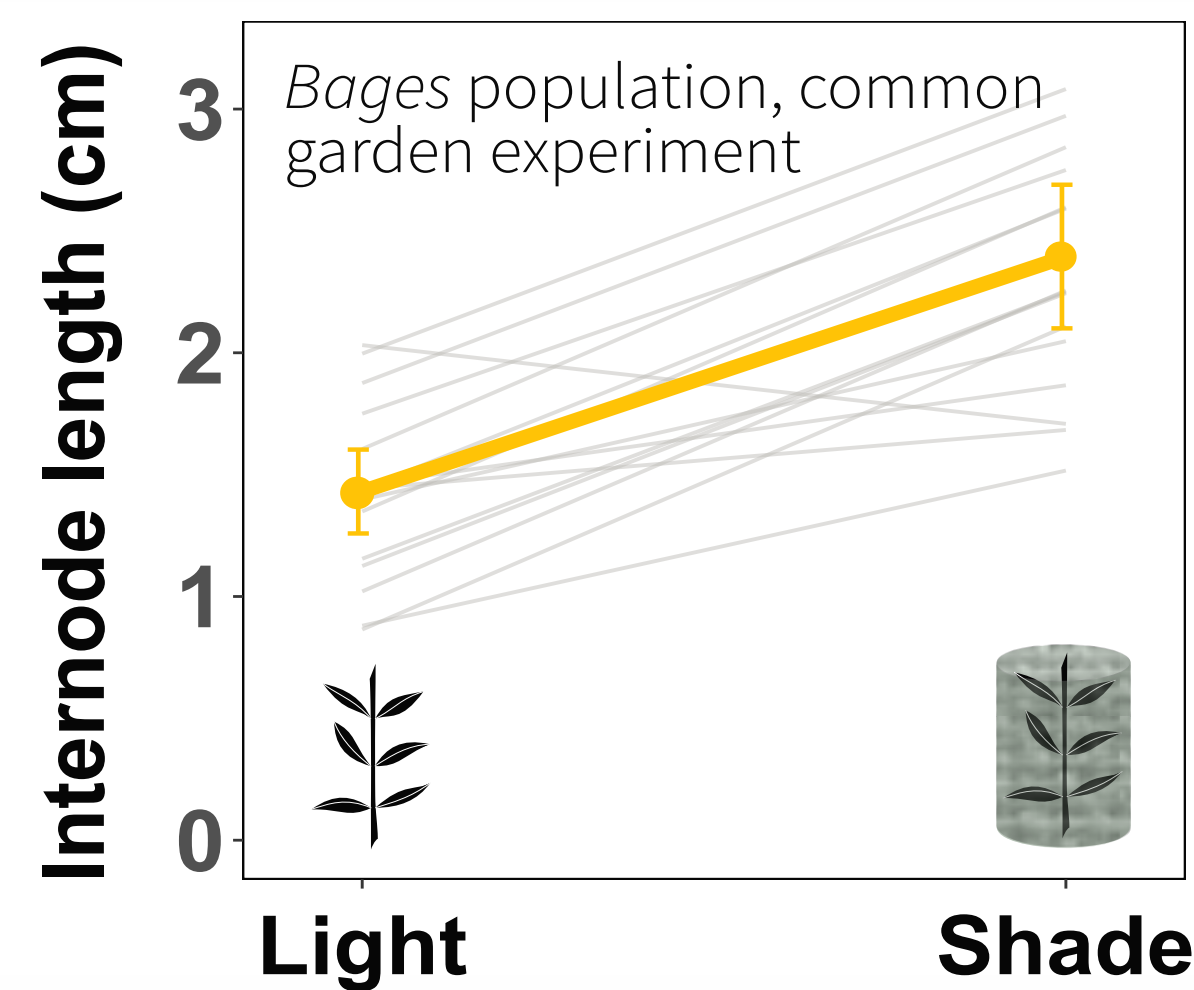 Bages population, common
garden experiment
Internode length (cm)
3
2
1
0
Light
Shade